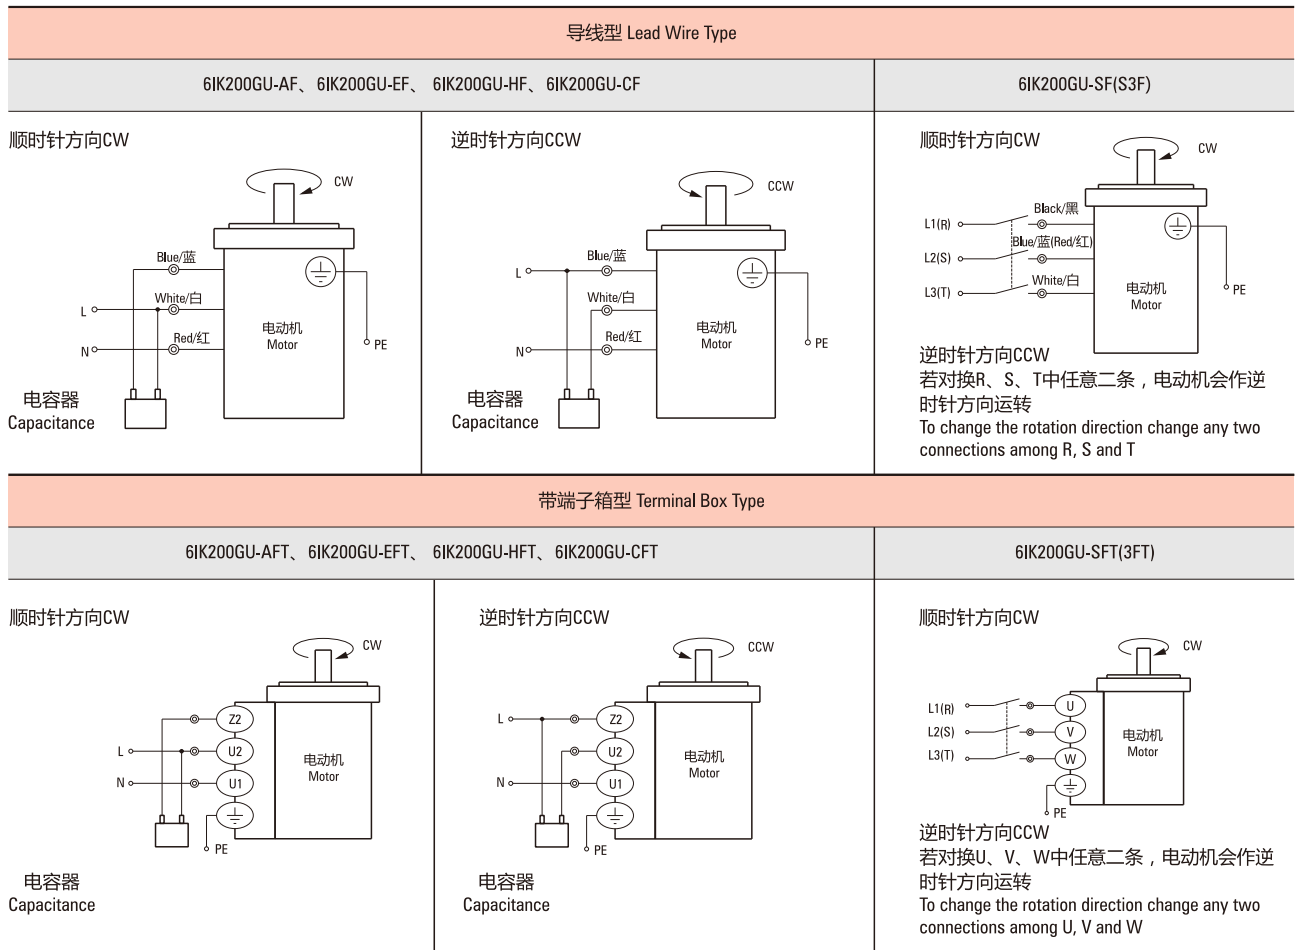 导线型 Lead Wire Type
6IK200GU-AF、6IK200GU-EF、 6IK200GU-HF、6IK200GU-CF
6IK200GU-SF(S3F)
顺时针方向CW
CW
Blue/蓝
White/白
L
Red/红
N
电动机
Motor
PE
电容器
Capacitance
逆时针方向CCW
CCW
Blue/蓝
L
White/白
Red/红
N
电动机
Motor
PE
电容器
Capacitance
顺时针方向CW
CW
Black/黑
L1(R)
Blue/蓝(Red/红)
L2(S)
White/白
L3(T)
电动机
Motor
PE
逆时针方向CCW
若对换R、S、T中任意二条，电动机会作逆
时针方向运转
To change the rotation direction change any two
connections among R, S and T
带端子箱型 Terminal Box Type
6IK200GU-AFT、6IK200GU-EFT、 6IK200GU-HFT、6IK200GU-CFT
6IK200GU-SFT(3FT)
顺时针方向CW
CW
Z2
L
U2
N
U1
电动机
Motor
PE
电容器
Capacitance
逆时针方向CCW
CCW
L
Z2
U2
N
U1
电动机
Motor
PE
电容器
Capacitance
顺时针方向CW
CW
L1(R)
U
L2(S)
V
L3(T)
W
电动机
Motor
PE
逆时针方向CCW
若对换U、V、W中任意二条，电动机会作逆
时针方向运转
To change the rotation direction change any two
connections among U, V and W